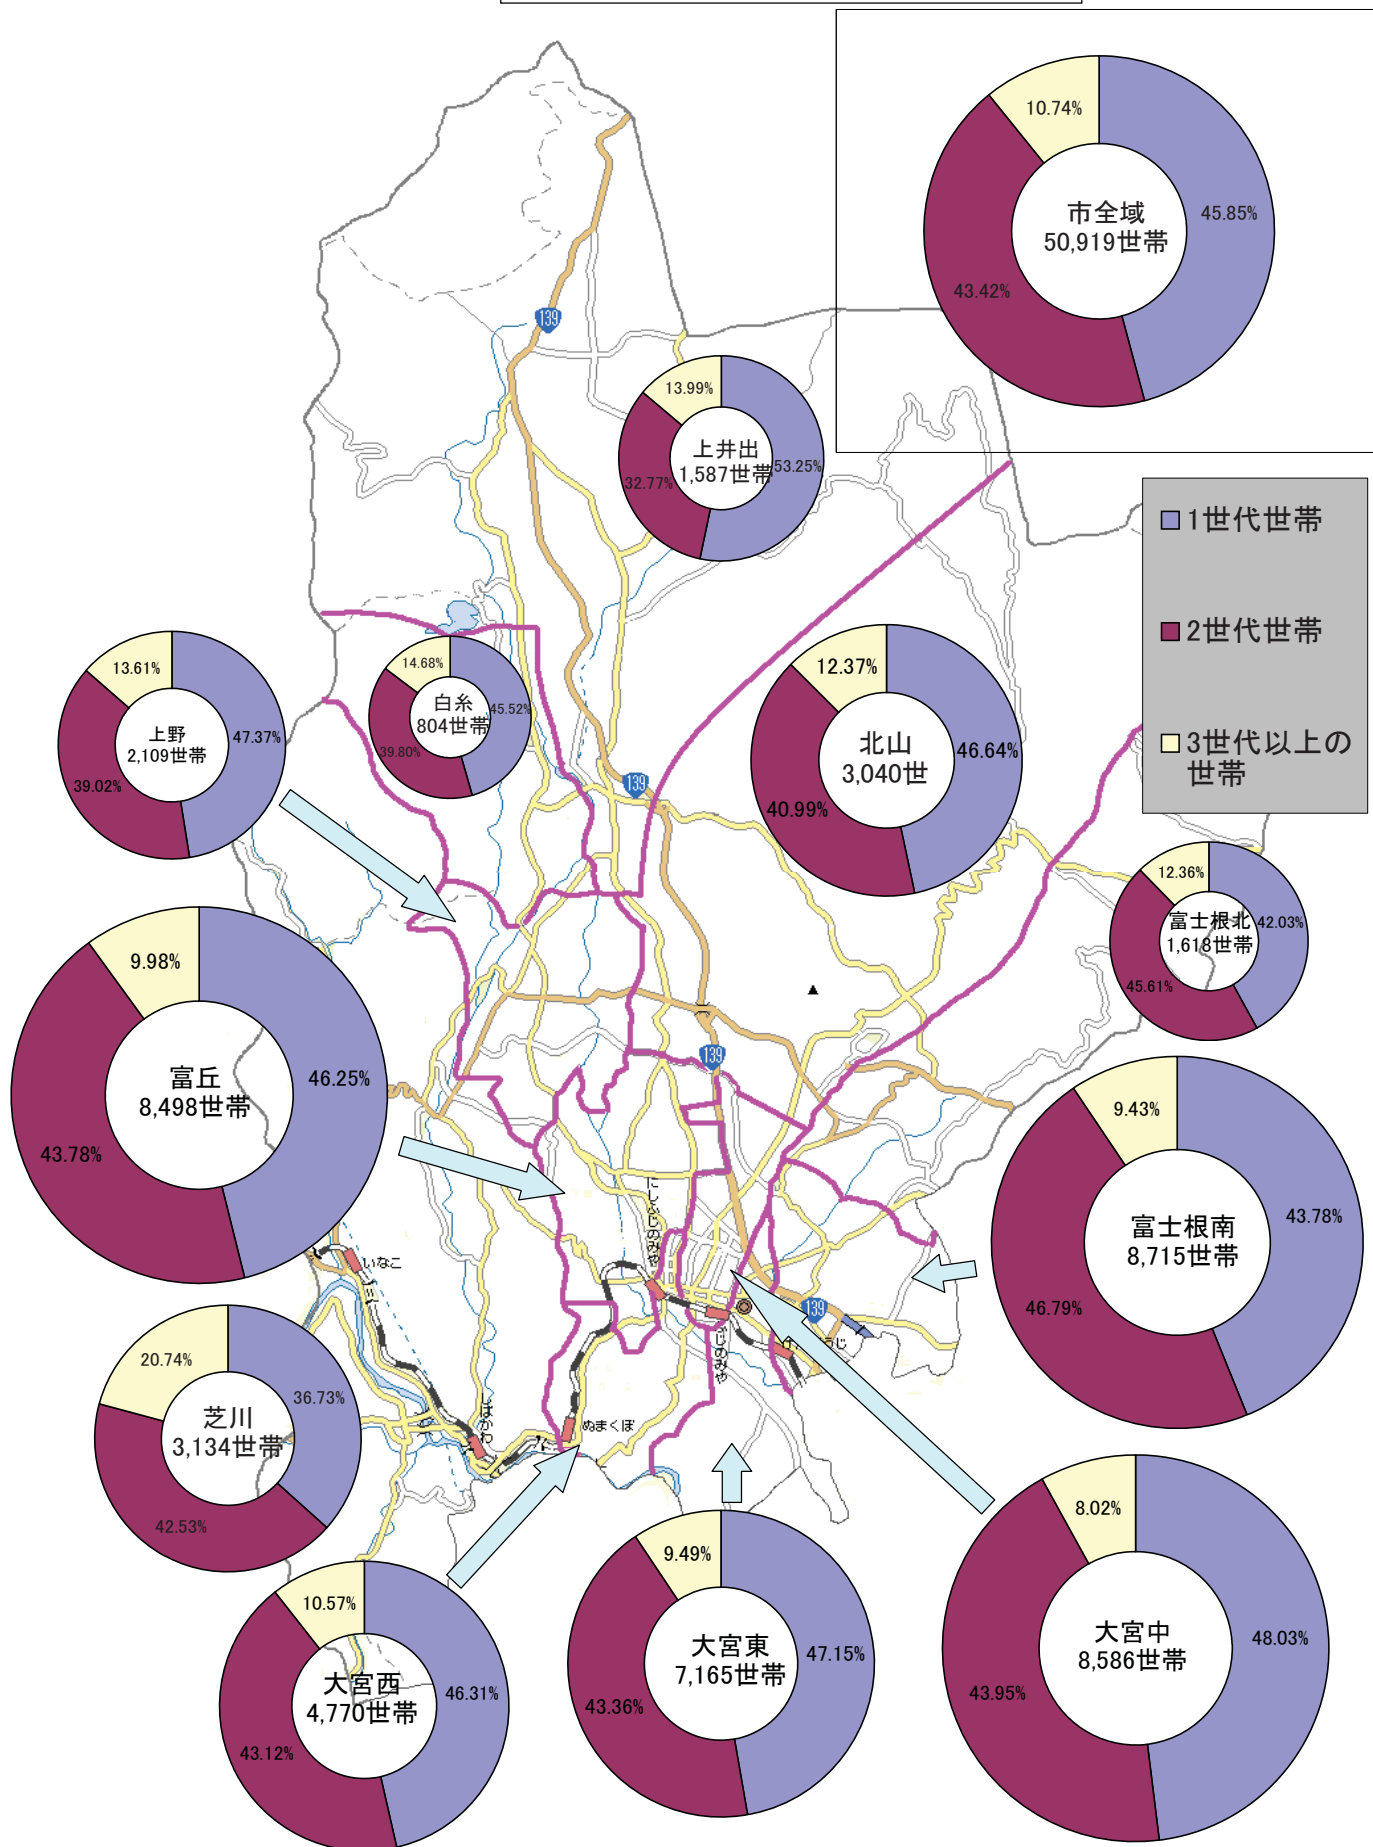 10.74%
45.85%
43.42%
市全域
50,919世帯
139
13.99%
53.25%
32.77%
上井出
1,587世帯
1世代世帯
2世代世帯
3世代以上の
世帯
13.61%
47.37%
39.02%
上野
2,109世帯
14.68%
45.52%
39.80%
白糸
804世帯
139
12.37%
46.64%
40.99%
北山
3,040世
12.36%
42.03%
45.61%
富士根北
1,618世帯
9.98%
46.25%
43.78%
富丘
8,498世帯
139
9.43%
43.78%
46.79%
富士根南
8,715世帯
にしふじのみや
いなこ
139
ふじのみや
20.74%
36.73%
42.53%
芝川
3,134世帯
しばかわ
ぬまくぼ
10.57%
46.31%
43.12%
大宮西
4,770世帯
9.49%
47.15%
43.36%
大宮東
7,165世帯
8.02%
48.03%
43.95%
大宮中
8,586世帯